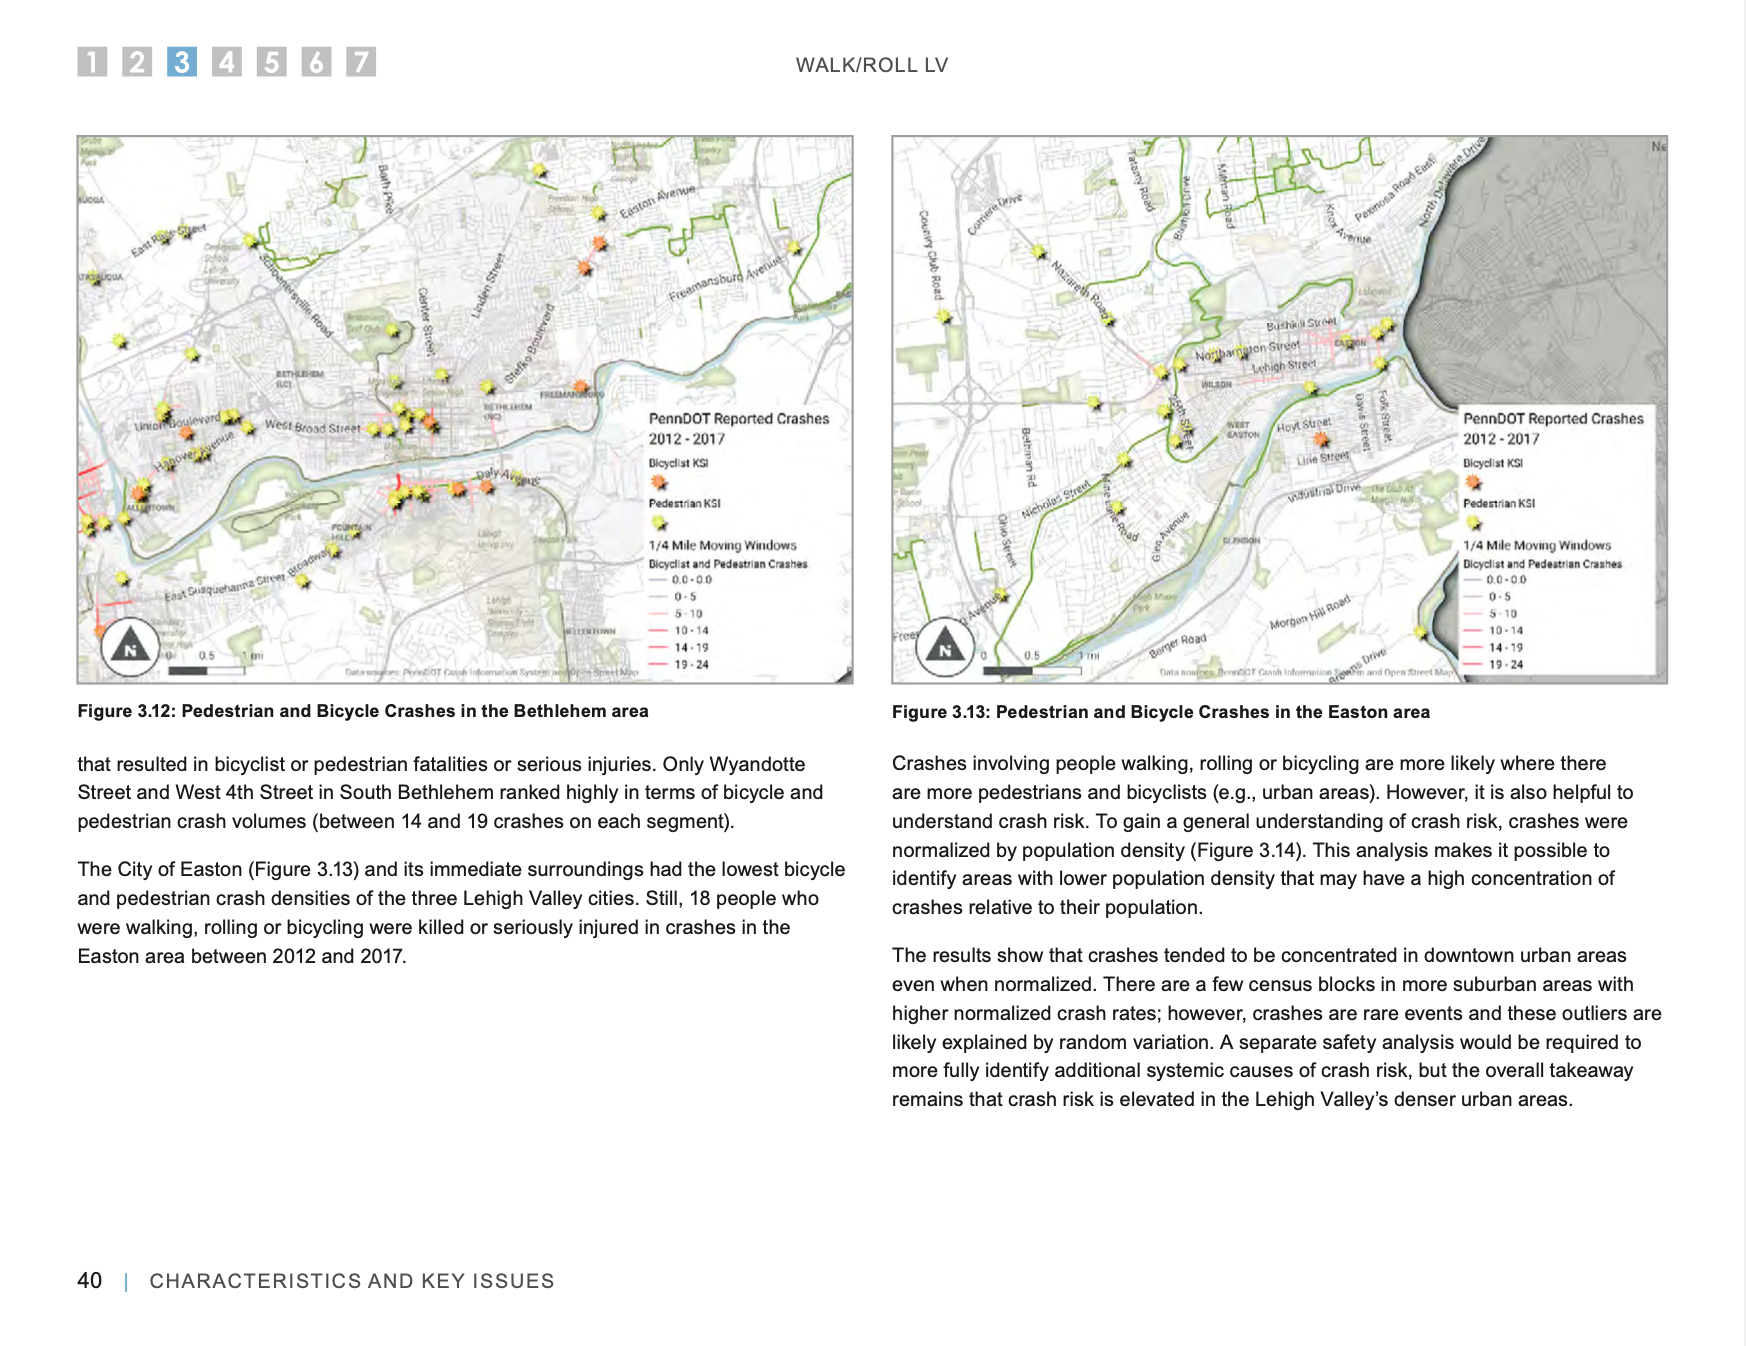 1 2 3 4 5 6 7
WALK/ROLL LV
East Race Street
Bath Pike
Easton Avenue
Schoenersville Road
Center Street
Linden Street
Stefko Boulevard
Freemansburg Avenue
BETHLEHEM
(LC)
FREEMANSBURG
BETHLEHEM
(NC)
Union Boulevard
West Broad Street
Hanover Avenue
Daly Avenue
ALLENTOWN
FOUNTAIN
HILL
East Susquehanna Street
Broadway
HELLERTOWN
PennDOT Reported Crashes
2012 - 2017
Bicyclist KSI
Pedestrian KSI
1/4 Mile Moving Windows
Bicyclist and Pedestrian Crashes
0.0 - 0.0
0 - 5
5 - 10
10 - 14
14 - 19
19 - 24
N
0 0.5 1 mi
Data sources: PennDOT Crash Information System and Open Street Map
Figure 3.12: Pedestrian and Bicycle Crashes in the Bethlehem area
that resulted in bicyclist or pedestrian fatalities or serious injuries. Only Wyandotte
Street and West 4th Street in South Bethlehem ranked highly in terms of bicycle and
pedestrian crash volumes (between 14 and 19 crashes on each segment).
The City of Easton (Figure 3.13) and its immediate surroundings had the lowest bicycle
and pedestrian crash densities of the three Lehigh Valley cities. Still, 18 people who
were walking, rolling or bicycling were killed or seriously injured in crashes in the
Easton area between 2012 and 2017.
Country Club Road
Corriere Drive
Tatamy Road
Bushkill Drive
Mitman Road
Knox Avenue
Paxinosa Road East
North Delaware Drive
Nazareth Road
Bushkill Street
Northampton Street
Lehigh Street
EASTON
WILSON
25th Street
WEST
EASTON
Hoyt Street
Davis Street
Folk Street
Line Street
Industrial Drive
Bethman Rd
Nicholas Street
Ohio Street
Mine Lane Road
Glen Avenue
GLENDON
Hugh Moore
Park
Morgan Hill Road
Berger Road
Browns Drive
PennDOT Reported Crashes
2012 - 2017
Bicyclist KSI
Pedestrian KSI
1/4 Mile Moving Windows
Bicyclist and Pedestrian Crashes
0.0 - 0.0
0 - 5
5 - 10
10 - 14
14 - 19
19 - 24
N
0 0.5 1 mi
Data sources: PennDOT Crash Information System and Open Street Map
Figure 3.13: Pedestrian and Bicycle Crashes in the Easton area
Crashes involving people walking, rolling or bicycling are more likely where there
are more pedestrians and bicyclists (e.g., urban areas). However, it is also helpful to
understand crash risk. To gain a general understanding of crash risk, crashes were
normalized by population density (Figure 3.14). This analysis makes it possible to
identify areas with lower population density that may have a high concentration of
crashes relative to their population.
The results show that crashes tended to be concentrated in downtown urban areas
even when normalized. There are a few census blocks in more suburban areas with
higher normalized crash rates; however, crashes are rare events and these outliers are
likely explained by random variation. A separate safety analysis would be required to
more fully identify additional systemic causes of crash risk, but the overall takeaway
remains that crash risk is elevated in the Lehigh Valley’s denser urban areas.
40 | CHARACTERISTICS AND KEY ISSUES